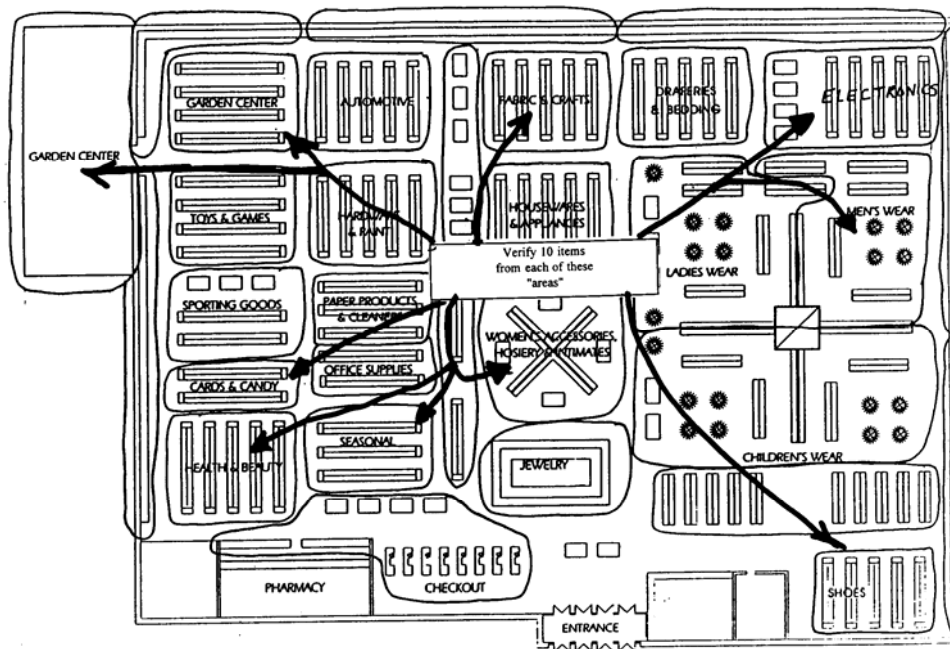 GARDEN CENTER
AUTOMOTIVE
FABRIC & CRAFTS
DRAPERIES
& BEDDING
ELECTRONICS
GARDEN CENTER
TOYS & GAMES
HARDWARE
& PAINT
HOUSEWARES
& APPLIANCES
MEN'S WEAR
LADIES WEAR
Verify 10 items
from each of these
"areas"
SPORTING GOODS
PAPER PRODUCTS
& CLEANERS
WOMEN'S ACCESSORIES,
HOSIERY & INTIMATES
CARDS & CANDY
OFFICE SUPPLIES
SEASONAL
HEALTH & BEAUTY
JEWELRY
CHILDREN'S WEAR
PHARMACY
CHECKOUT
SHOES
ENTRANCE